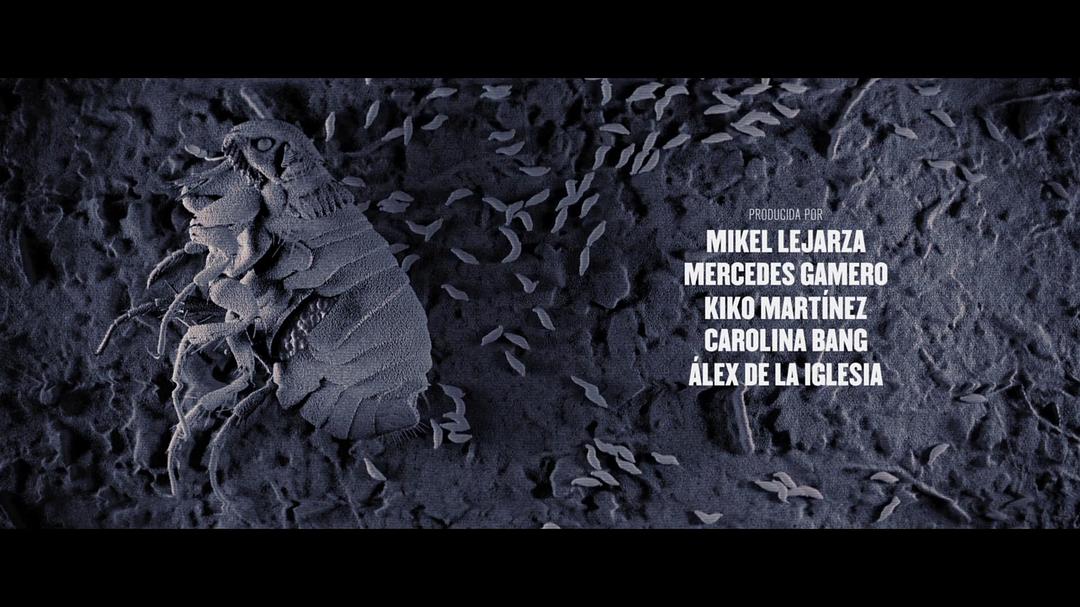 PRODUCIDA POR
MIKEL LEJARZA
MERCEDES GAMERO
KIKO MARTÍNEZ
CAROLINA BANG
ÁLEX DE LA IGLESIA